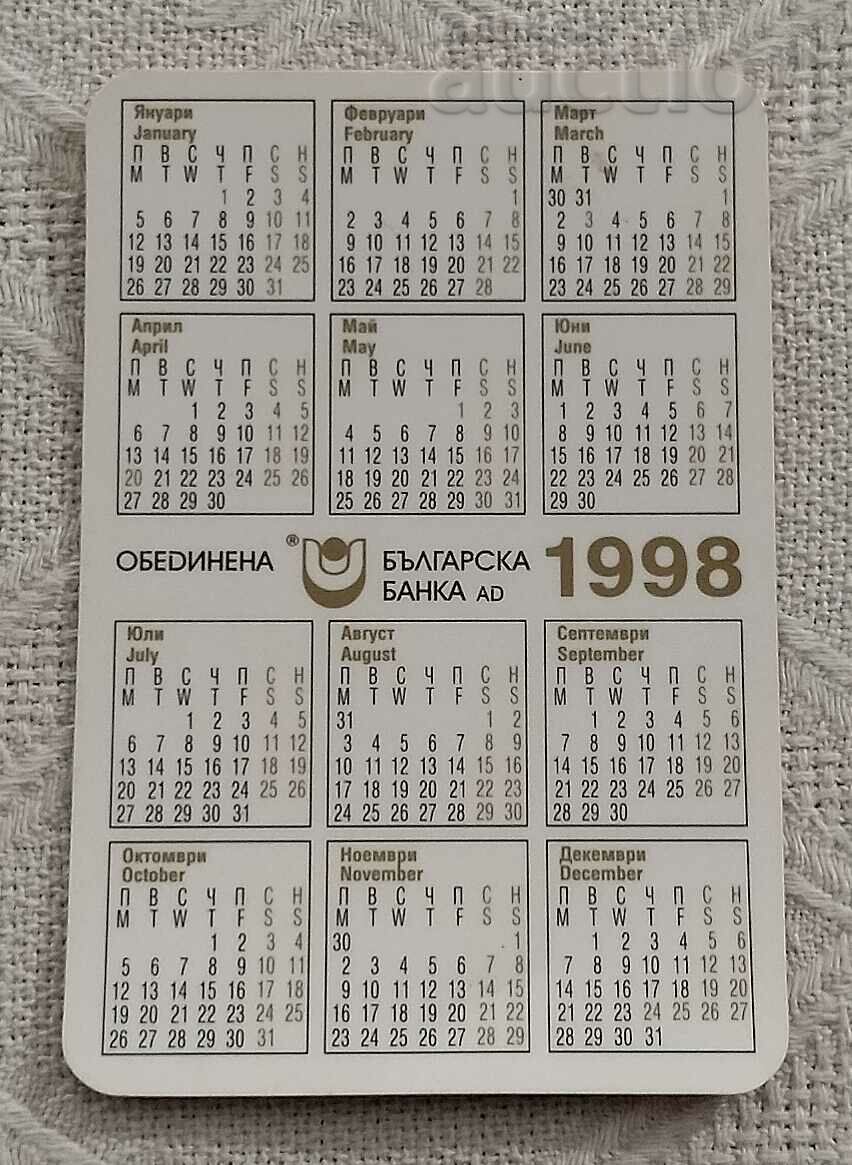 auctio
Януари
January
П В С Ч П С Н
M T W T F S S
1 2 3 4
5 6 7 8 9 10 11
12 13 14 15 16 17 18
19 20 21 22 23 24 25
26 27 28 29 30 31
Февруари
February
П В С Ч П С Н
M T W T F S S
1
2 3 4 5 6 7 8
9 10 11 12 13 14 15
16 17 18 19 20 21 22
23 24 25 26 27 28
Март
March
П В С Ч П С Н
M T W T F S S
30 31 1
2 3 4 5 6 7 8
9 10 11 12 13 14 15
16 17 18 19 20 21 22
23 24 25 26 27 28 29
Април
April
П В С Ч П С Н
M T W T F S S
1 2 3 4 5
6 7 8 9 10 11 12
13 14 15 16 17 18 19
20 21 22 23 24 25 26
27 28 29 30
Май
May
П В С Ч П С Н
M T W T F S S
1 2 3
4 5 6 7 8 9 10
11 12 13 14 15 16 17
18 19 20 21 22 23 24
25 26 27 28 29 30 31
Юни
June
П В С Ч П С Н
M T W T F S S
1 2 3 4 5 6 7
8 9 10 11 12 13 14
15 16 17 18 19 20 21
22 23 24 25 26 27 28
29 30
ОБЕДИНЕНА ® БЪЛГАРСКА 1998
БАНКА AD
Юли
July
П В С Ч П С Н
M T W T F S S
1 2 3 4 5
6 7 8 9 10 11 12
13 14 15 16 17 18 19
20 21 22 23 24 25 26
27 28 29 30 31
Август
August
П В С Ч П С Н
M T W T F S S
31 1 2
3 4 5 6 7 8 9
10 11 12 13 14 15 16
17 18 19 20 21 22 23
24 25 26 27 28 29 30
Септември
September
П В С Ч П С Н
M T W T F S S
1 2 3 4 5 6
7 8 9 10 11 12 13
14 15 16 17 18 19 20
21 22 23 24 25 26 27
28 29 30
Октомври
October
П В С Ч П С Н
M T W T F S S
1 2 3 4
5 6 7 8 9 10 11
12 13 14 15 16 17 18
19 20 21 22 23 24 25
26 27 28 29 30 31
Ноември
November
П В С Ч П С Н
M T W T F S S
30 1
2 3 4 5 6 7 8
9 10 11 12 13 14 15
16 17 18 19 20 21 22
23 24 25 26 27 28 29
Декември
December
П В С Ч П С Н
M T W T F S S
1 2 3 4 5 6
7 8 9 10 11 12 13
14 15 16 17 18 19 20
21 22 23 24 25 26 27
28 29 30 31